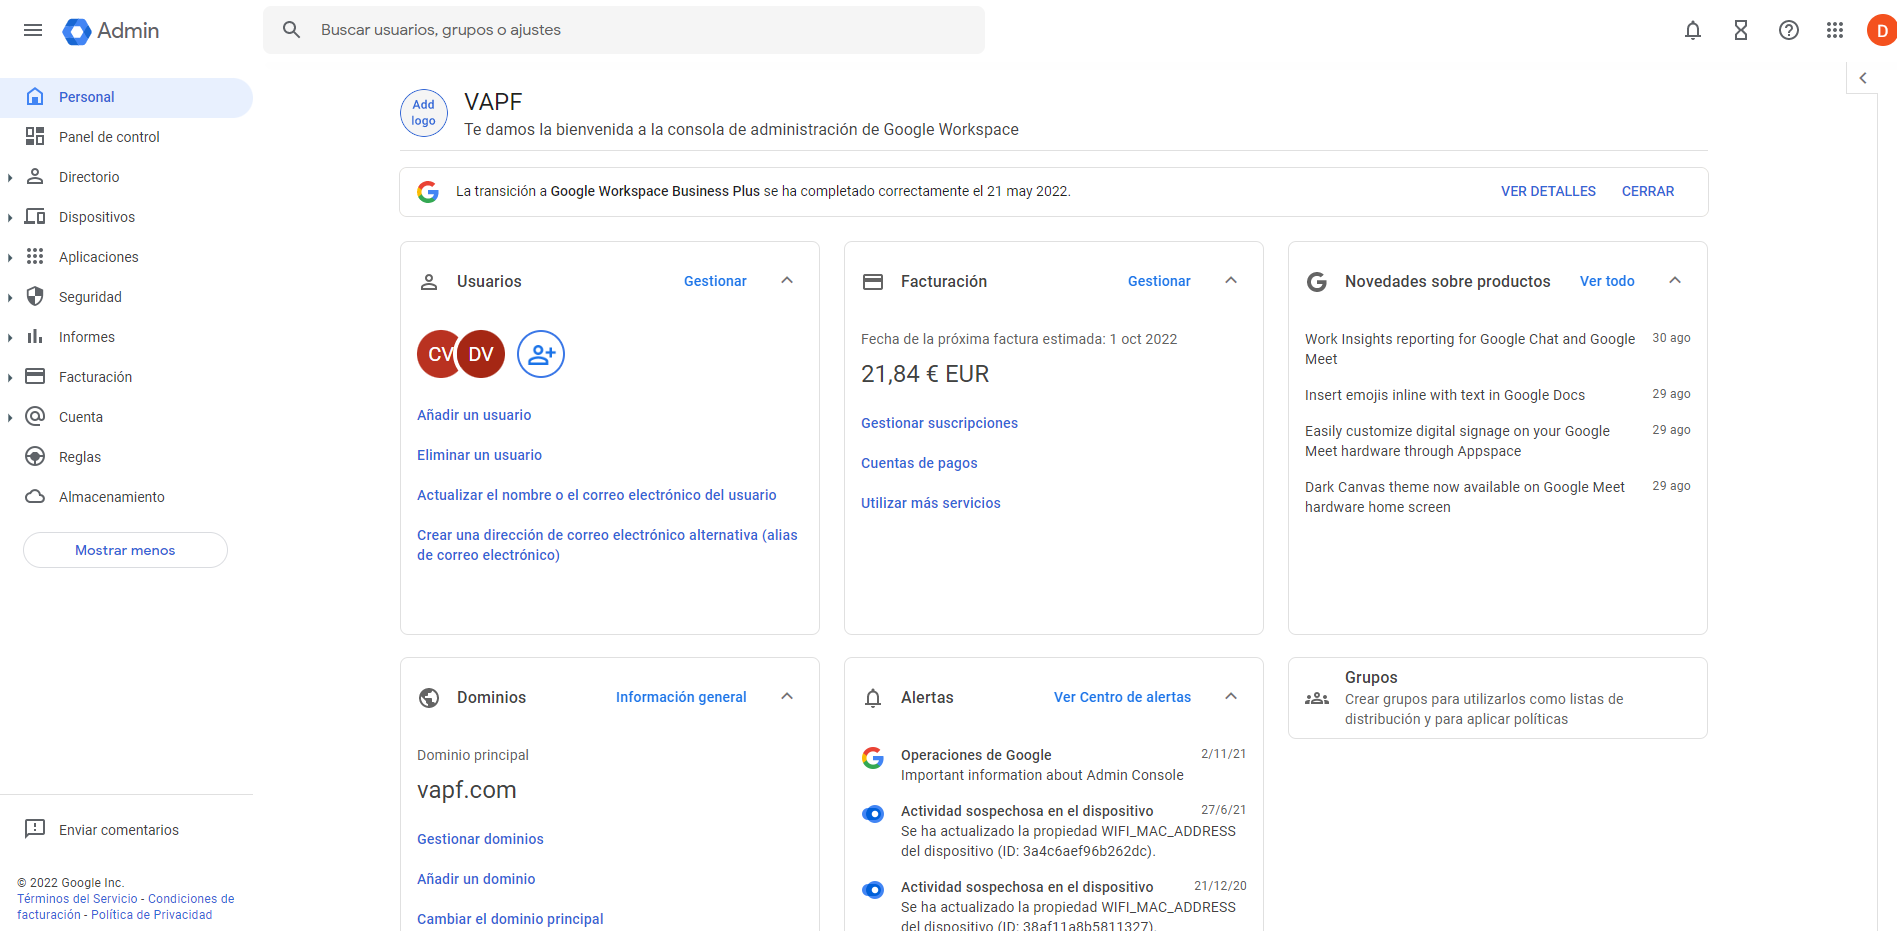 Admin
Buscar usuarios, grupos o ajustes
D
Personal
Panel de control
Directorio
Dispositivos
Aplicaciones
Seguridad
Informes
Facturación
Cuenta
Reglas
Almacenamiento
Mostrar menos
Enviar comentarios
© 2022 Google Inc.
Términos del Servicio - Condiciones de
facturación - Política de Privacidad
Add
logo
VAPF
Te damos la bienvenida a la consola de administración de Google Workspace
La transición a Google Workspace Business Plus se ha completado correctamente el 21 may 2022.
VER DETALLES
CERRAR
Usuarios
Gestionar
CV
DV
Añadir un usuario
Eliminar un usuario
Actualizar el nombre o el correo electrónico del usuario
Crear una dirección de correo electrónico alternativa (alias
de correo electrónico)
Facturación
Gestionar
Fecha de la próxima factura estimada: 1 oct 2022
21,84 € EUR
Gestionar suscripciones
Cuentas de pagos
Utilizar más servicios
Novedades sobre productos
Ver todo
Work Insights reporting for Google Chat and Google
Meet
30 ago
Insert emojis inline with text in Google Docs
29 ago
Easily customize digital signage on your Google
Meet hardware through Appspace
29 ago
Dark Canvas theme now available on Google Meet
hardware home screen
29 ago
Dominios
Información general
Dominio principal
vapf.com
Gestionar dominios
Añadir un dominio
Cambiar el dominio principal
Alertas
Ver Centro de alertas
Operaciones de Google
2/11/21
Important information about Admin Console
Actividad sospechosa en el dispositivo
27/6/21
Se ha actualizado la propiedad WIFI_MAC_ADDRESS
del dispositivo (ID: 3a4c6aef96b262dc).
Actividad sospechosa en el dispositivo
21/12/20
Se ha actualizado la propiedad WIFI_MAC_ADDRESS
del dispositivo (ID: 38af11a8b5811327).
Grupos
Crear grupos para utilizarlos como listas de
distribución y para aplicar políticas